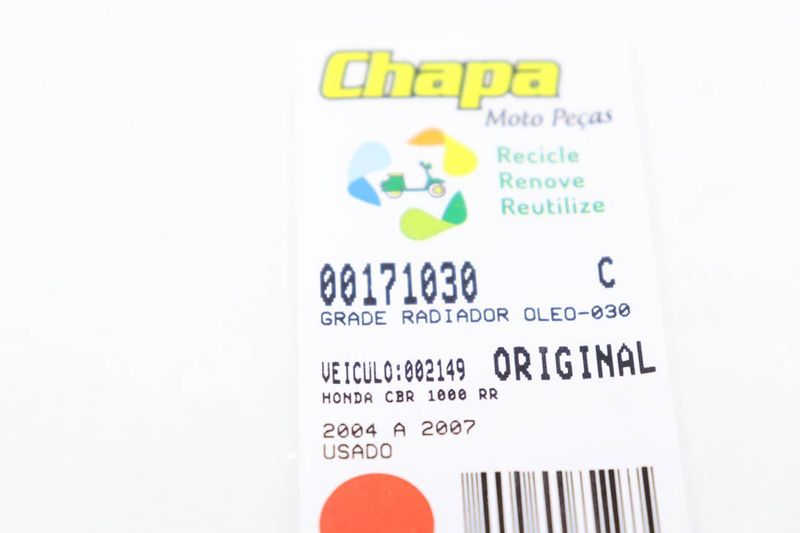 Chapa
Moto Peças
Recicle
Renove
Reutilize
00171030 C
GRADE RADIADOR OLEO-030
VEICULO:002149 ORIGINAL
HONDA CBR 1000 RR
2004 A 2007
USADO